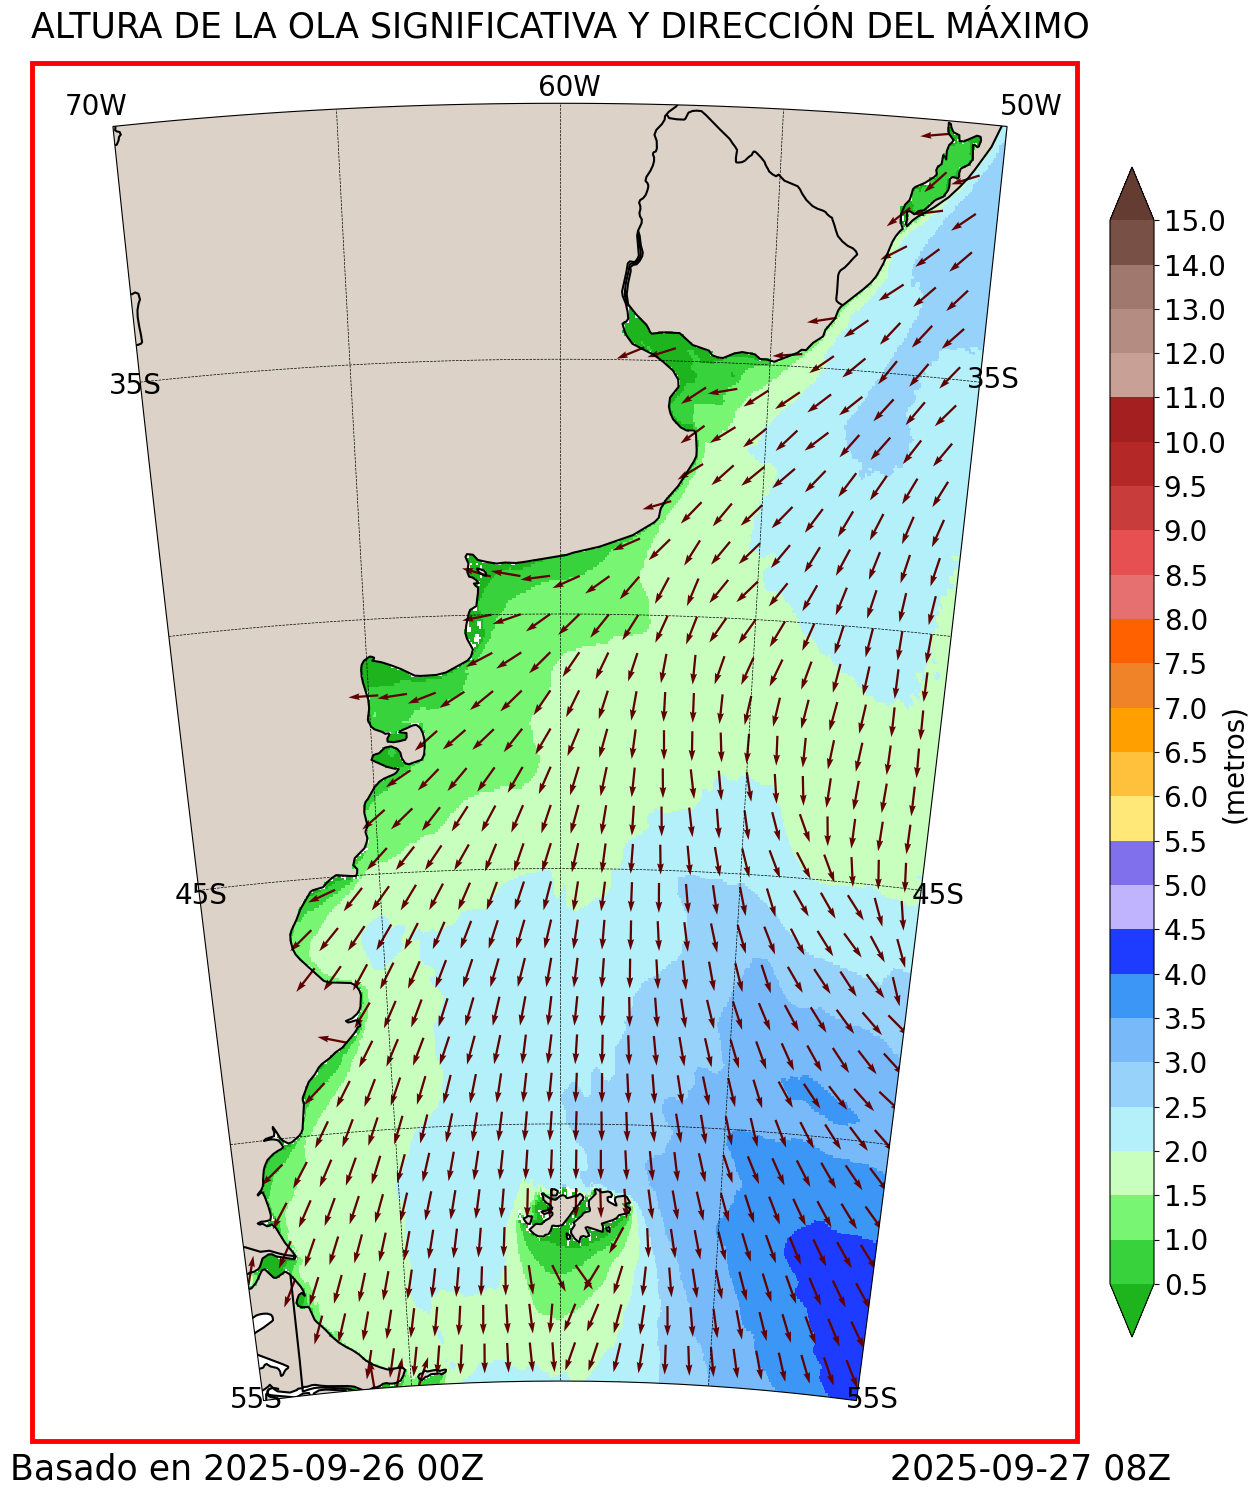 ALTURA DE LA OLA SIGNIFICATIVA Y DIRECCIÓN DEL MÁXIMO
70W
60W
50W
35S
35S
45S
45S
55S
55S
15.0
14.0
13.0
12.0
11.0
10.0
9.5
9.0
8.5
8.0
7.5
7.0
6.5
6.0
5.5
5.0
4.5
4.0
3.5
3.0
2.5
2.0
1.5
1.0
0.5
(metros)
Basado en 2025-09-26 00Z
2025-09-27 08Z